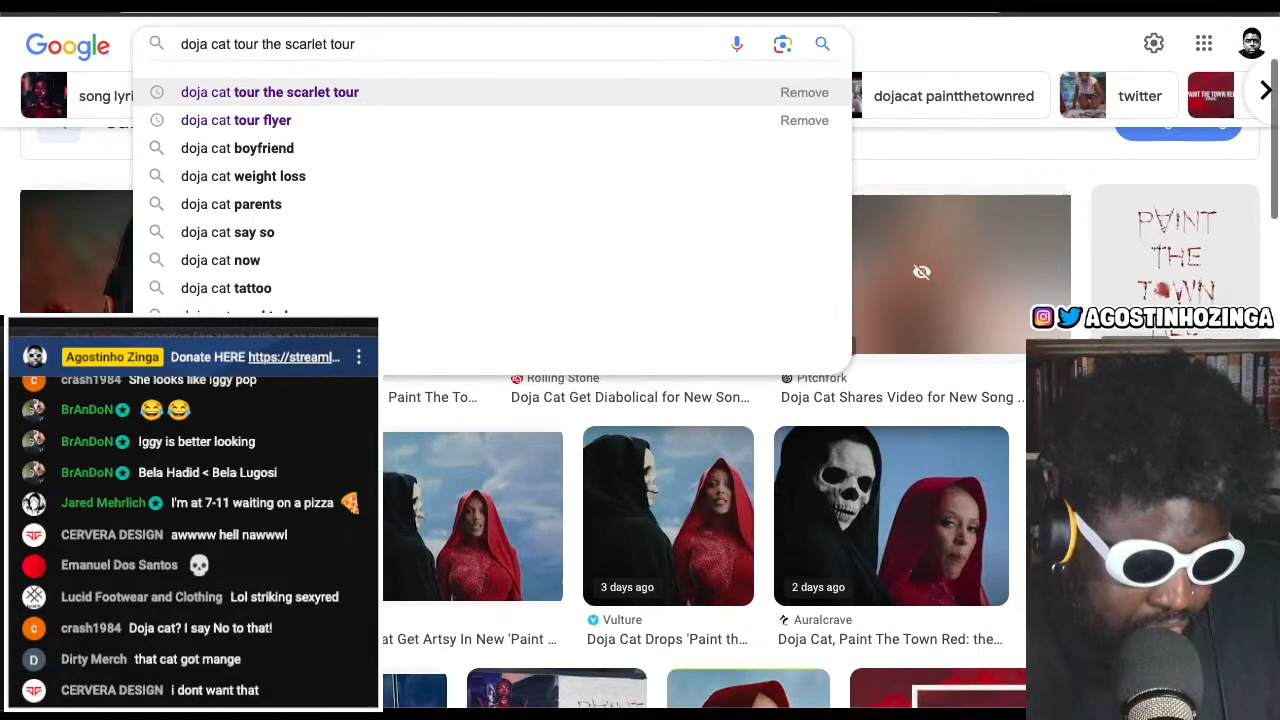 Google
doja cat tour the scarlet tour
doja cat tour the scarlet tour
Remove
doja cat tour flyer
Remove
doja cat boyfriend
doja cat weight loss
doja cat parents
doja cat say so
doja cat now
doja cat tattoo
song lyri
dojacat paintthetownred
twitter
PAINT THE TOWN RED
PAINT
THE
TOWN
AGOSTINHOZINGA
Agostinho Zinga Donate HERE https://streaml...
crash1984 She looks like iggy pop
BrAnDoN 😂😂
BrAnDoN Iggy is better looking
BrAnDoN Bela Hadid < Bela Lugosi
Jared Mehrlich I'm at 7-11 waiting on a pizza 🍕
CERVERA DESIGN awwww hell nawwwl
Emanuel Dos Santos 💀
Lucid Footwear and Clothing Lol striking sexyred
crash1984 Doja cat? I say No to that!
Dirty Merch that cat got mange
CERVERA DESIGN i dont want that
Paint The To...
Rolling Stone
Doja Cat Get Diabolical for New Son...
Pitchfork
Doja Cat Shares Video for New Song ...
at Get Artsy In New 'Paint ...
3 days ago
Vulture
Doja Cat Drops 'Paint th...
2 days ago
Auralcrave
Doja Cat, Paint The Town Red: the...